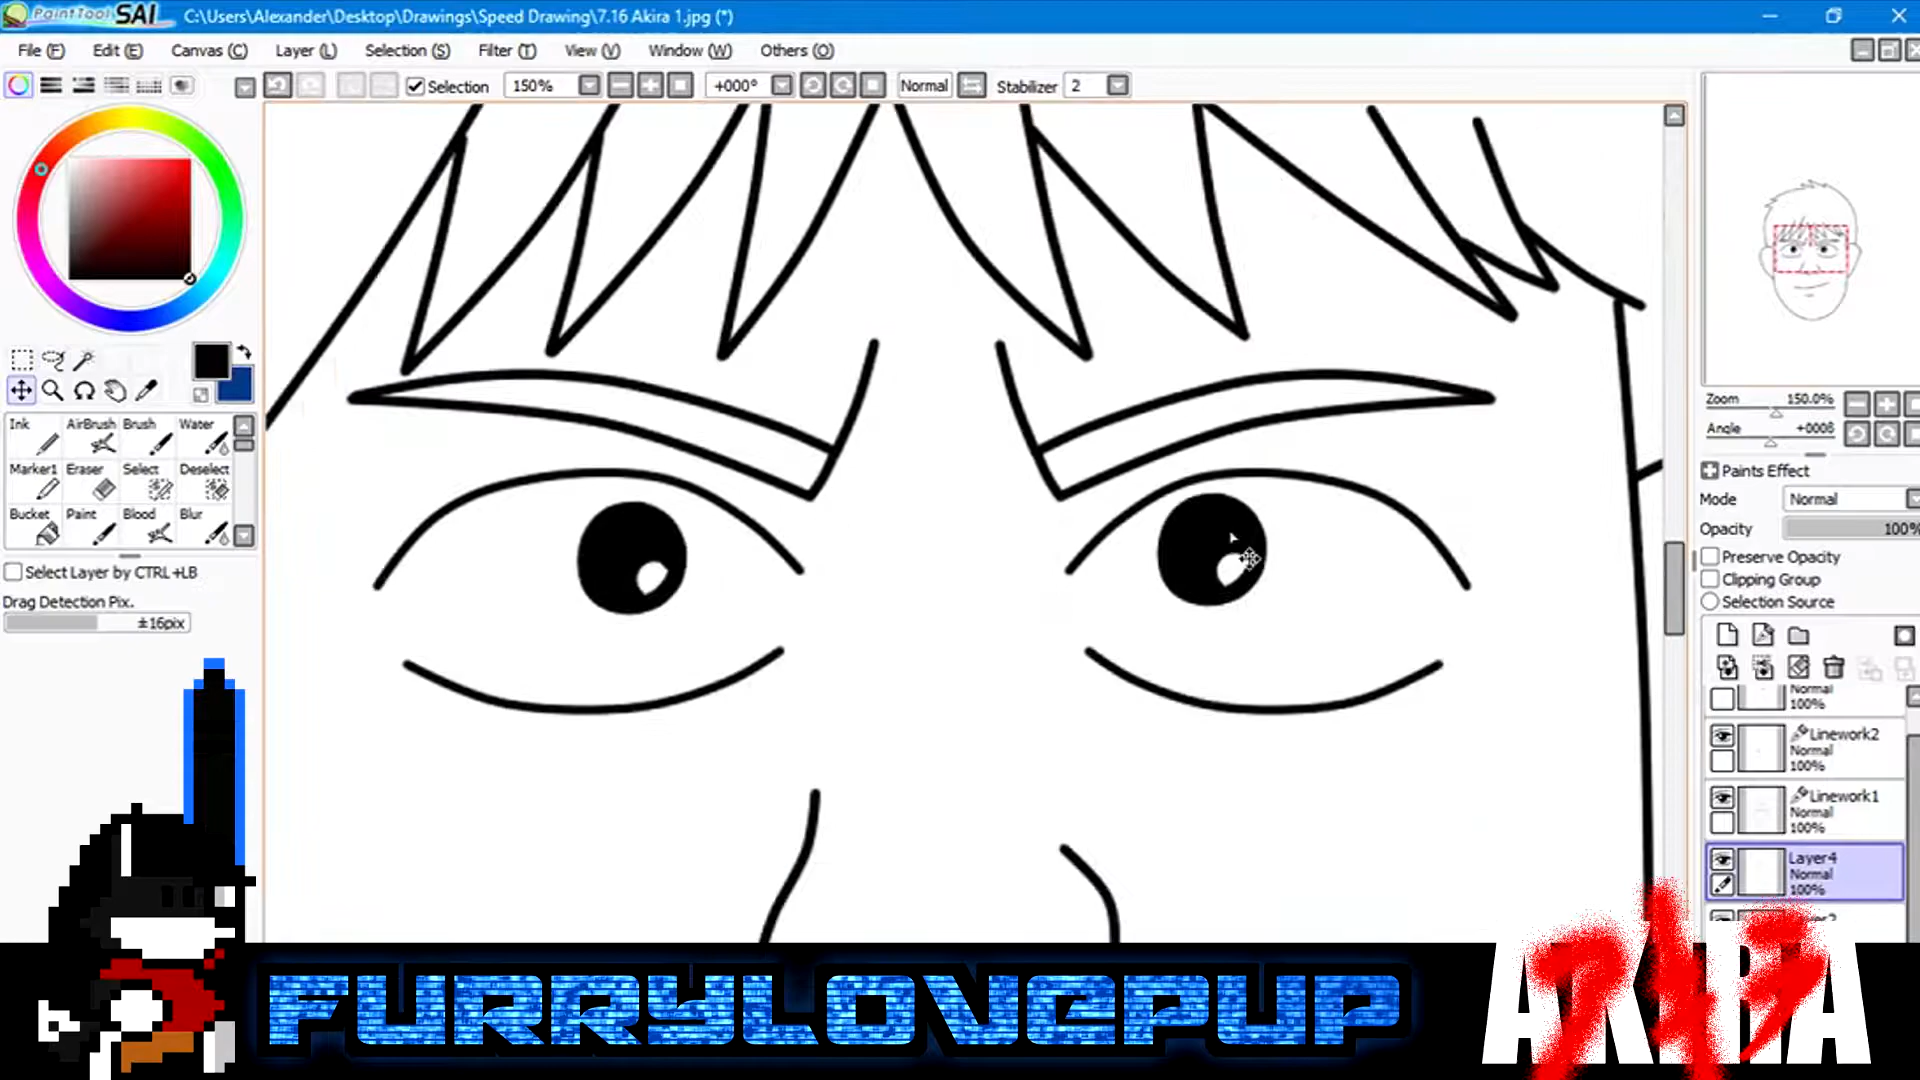 PaintTool SAI C:\Users\Alexander\Desktop\Drawings\Speed Drawing\7.16 Akira 1.jpg (*)
File (F) Edit (E) Canvas (C) Layer (L) Selection (S) Filter (T) View (V) Window (W) Others (O)
Selection 150% +000° Normal Stabilizer 2
Ink AirBrush Brush Water
Marker1 Eraser Select Deselect
Bucket Paint Blood Blur
Select Layer by CTRL+LB
Drag Detection Pix. ±16pix
Zoom 150.0%
Angle +000ß
Paints Effect
Mode Normal
Opacity 100%
Preserve Opacity
Clipping Group
Selection Source
Normal
100%
Linework2
Normal
100%
Linework1
Normal
100%
Layer4
Normal
100%
FURRYLOVEPUP
AKIRA